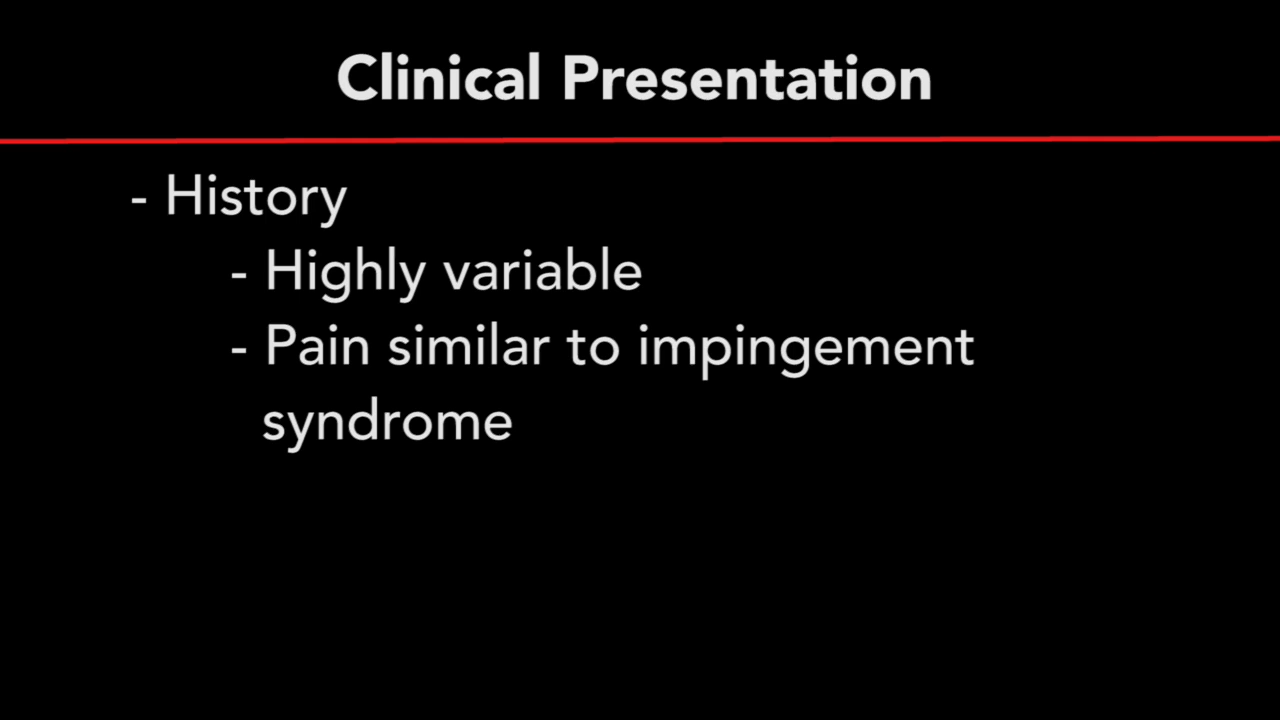 Clinical Presentation
- History
- Highly variable
- Pain similar to impingement
syndrome